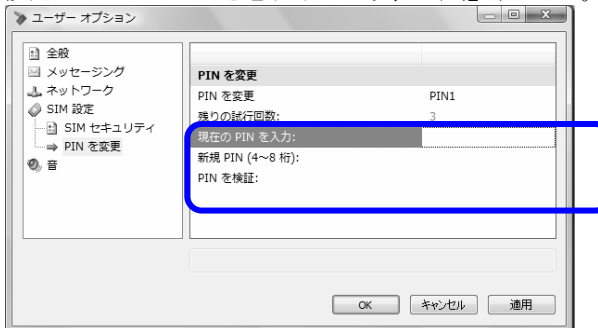 ユーザー オプション
全般
メッセージング
ネットワーク
SIM 設定
SIM セキュリティ
PIN を変更
音
PIN を変更
PIN を変更 PIN1
残りの試行回数: 3
現在の PIN を入力:
新規 PIN (4～8 桁):
PIN を検証:
OK キャンセル 適用